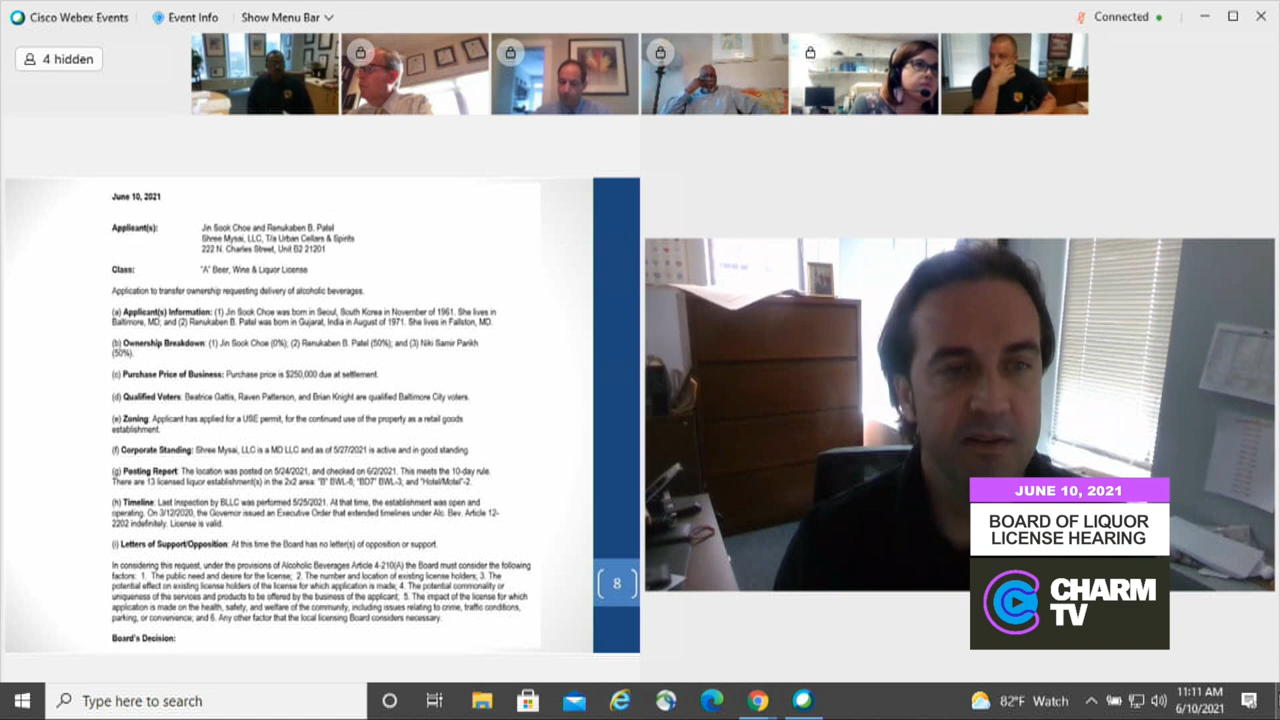 Cisco Webex Events
Event Info
Show Menu Bar
Connected
4 hidden
June 10, 2021
Applicant(s): Jin Sook Choe and Renukaben B. Patel
Shree Mysai, LLC, T/a Urban Cellars & Spirits
222 N. Charles Street, Unit B2 21201
Class: "A" Beer, Wine & Liquor License
Application to transfer ownership requesting delivery of alcoholic beverages.
(a) Applicant(s) Information: (1) Jin Sook Choe was born in Seoul, South Korea in November of 1961. She lives in
Baltimore, MD; and (2) Renukaben B. Patel was born in Gujarat, India in August of 1971. She lives in Fallston, MD.
(b) Ownership Breakdown: (1) Jin Sook Choe (0%); (2) Renukaben B. Patel (50%); and (3) Niki Samir Parikh
(50%).
(c) Purchase Price of Business: Purchase price is $250,000 due at settlement.
(d) Qualified Voters: Beatrice Gattis, Raven Patterson, and Brian Knight are qualified Baltimore City voters.
(e) Zoning: Applicant has applied for a USE permit, for the continued use of the property as a retail goods
establishment.
(f) Corporate Standing: Shree Mysai, LLC is a MD LLC and as of 5/27/2021 is active and in good standing.
(g) Posting Report: The location was posted on 5/24/2021, and checked on 6/2/2021. This meets the 10-day rule.
There are 13 licensed liquor establishment(s) in the 2x2 area: "B" BWL-8; "BD7" BWL-3; and "Hotel/Motel"-2.
(h) Timeline: Last Inspection by BLLC was performed 5/25/2021. At that time, the establishment was open and
operating. On 3/12/2020, the Governor issued an Executive Order that extended timelines under Alc. Bev. Article 12-
2202 indefinitely. License is valid.
(i) Letters of Support/Opposition: At this time the Board has no letter(s) of opposition or support.
In considering this request, under the provisions of Alcoholic Beverages Article 4-210(A) the Board must consider the following
factors: 1. The public need and desire for the license; 2. The number and location of existing license holders; 3. The
potential effect on existing license holders of the license for which application is made; 4. The potential commonality or
uniqueness of the services and products to be offered by the business of the applicant; 5. The impact of the license for which
application is made on the health, safety, and welfare of the community, including issues relating to crime, traffic conditions,
parking, or convenience; and 6. Any other factor that the local licensing Board considers necessary.
Board's Decision:
8
JUNE 10, 2021
BOARD OF LIQUOR
LICENSE HEARING
CHARM
TV
Type here to search
82°F Watch
11:11 AM
6/10/2021